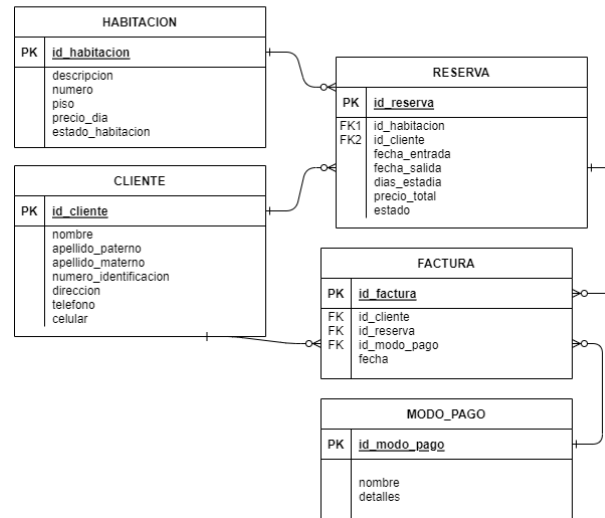 HABITACION
PK id_habitacion
descripcion
numero
piso
precio_dia
estado_habitacion
CLIENTE
PK id_cliente
nombre
apellido_paterno
apellido_materno
numero_identificacion
direccion
telefono
celular
RESERVA
PK id_reserva
FK1 id_habitacion
FK2 id_cliente
fecha_entrada
fecha_salida
dias_estadia
precio_total
estado
FACTURA
PK id_factura
FK id_cliente
FK id_reserva
FK id_modo_pago
fecha
MODO_PAGO
PK id_modo_pago
nombre
detalles